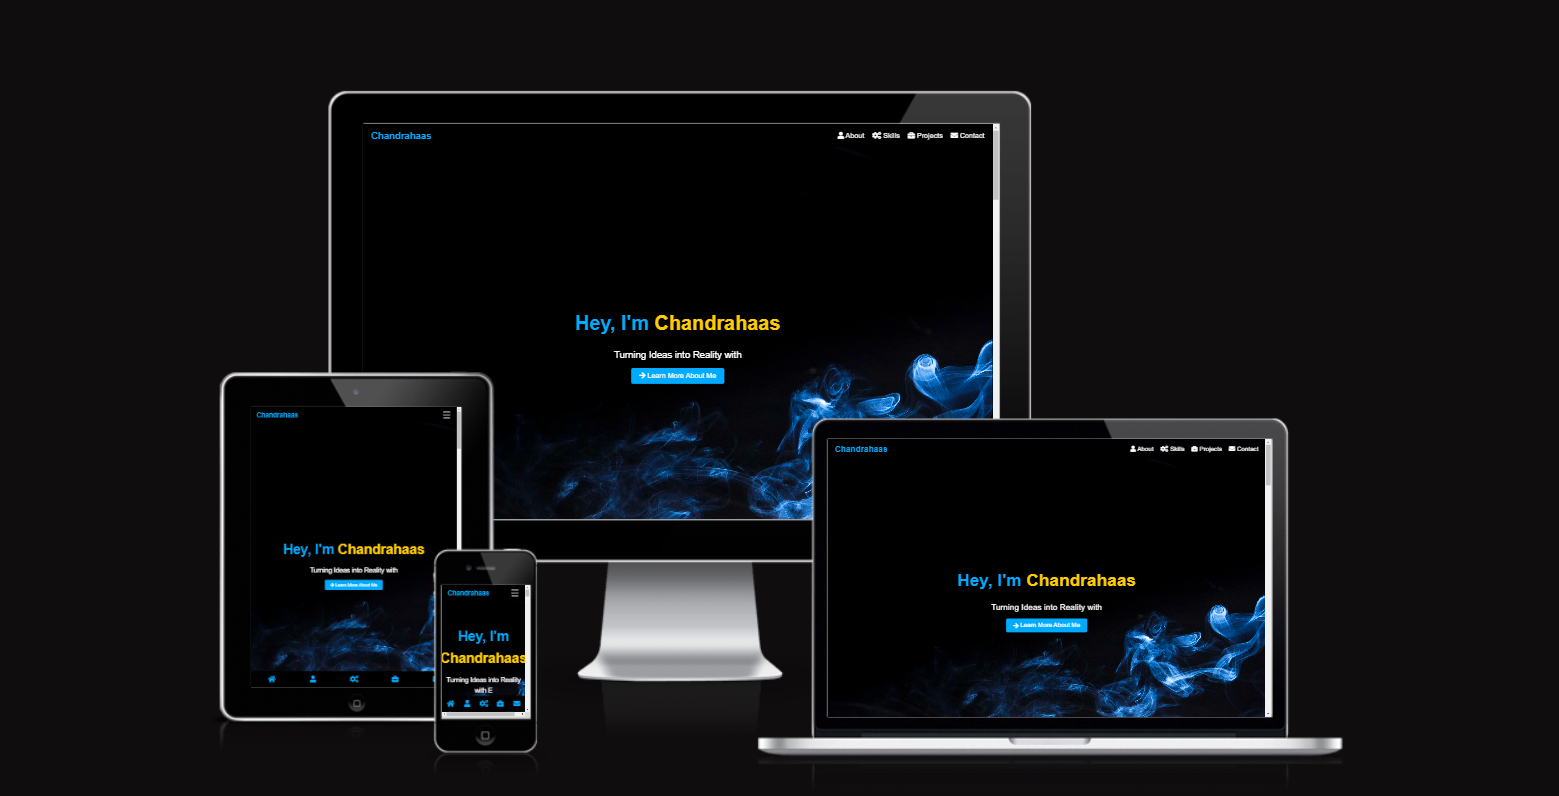 Chandrahaas
About Skills Projects Contact
Hey, I'm Chandrahaas
Turning Ideas into Reality with
Learn More About Me
Chandrahaas
Hey, I'm Chandrahaas
Turning Ideas into Reality with
Learn More About Me
Chandrahaas
Hey, I'm
Chandrahaas
Turning Ideas into Reality
with E
Chandrahaas
About Skills Projects Contact
Hey, I'm Chandrahaas
Turning Ideas into Reality with
Learn More About Me